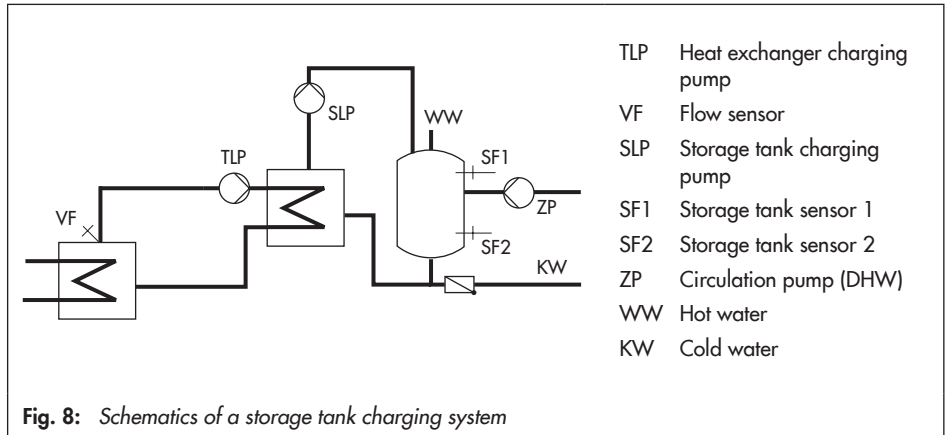 SLP
WW
TLP
SF1
VF
ZP
SF2
KW
TLP Heat exchanger charging
pump
VF Flow sensor
SLP Storage tank charging
pump
SF1 Storage tank sensor 1
SF2 Storage tank sensor 2
ZP Circulation pump (DHW)
WW Hot water
KW Cold water
Fig. 8: Schematics of a storage tank charging system